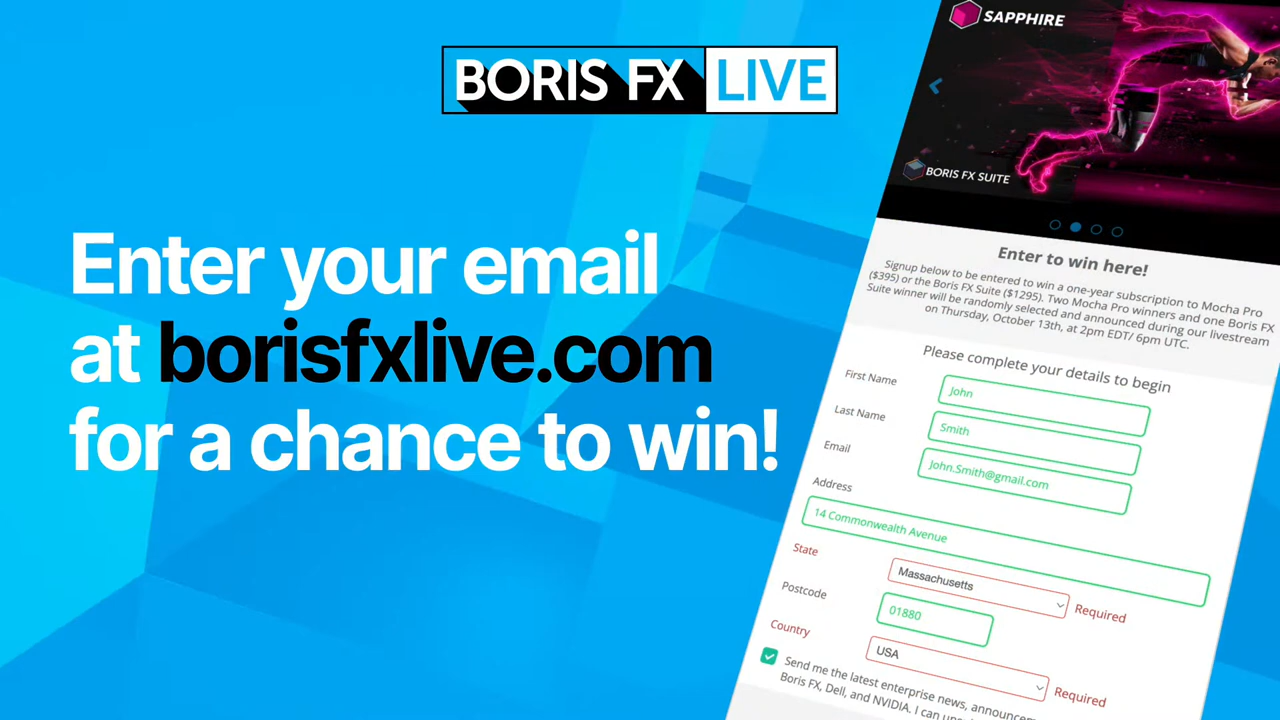 BORIS FX LIVE
Enter your email
at borisfxlive.com
for a chance to win!
SAPPHIRE
BORIS FX SUITE
Enter to win here!
Signup below to be entered to win a one-year subscription to Mocha Pro
($395) or the Boris FX Suite ($1295). Two Mocha Pro winners and one Boris FX
Suite winner will be randomly selected and announced during our livestream
on Thursday, October 13th, at 2pm EDT/ 6pm UTC.
Please complete your details to begin
First Name
John
Last Name
Smith
Email
John.Smith@gmail.com
Address
14 Commonwealth Avenue
State
Massachusetts
Required
Postcode
01880
Country
USA
Required
Send me the latest enterprise news,
Boris FX, Dell, and NVIDIA. I can